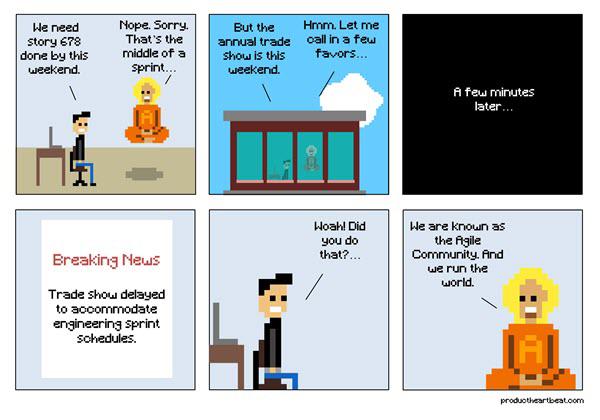 We need
story 678
done by this
weekend.
Nope. Sorry.
That's the
middle of a
sprint...
But the
annual trade
show is this
weekend.
Hmm. Let me
call in a few
favors...
A few minutes
later...
Breaking News
Trade show delayed
to accommodate
engineering sprint
schedules.
Woah! Did
you do
that?...
We are known as
the Agile
Community. And
we run the
world.
A
productheartbeat.com